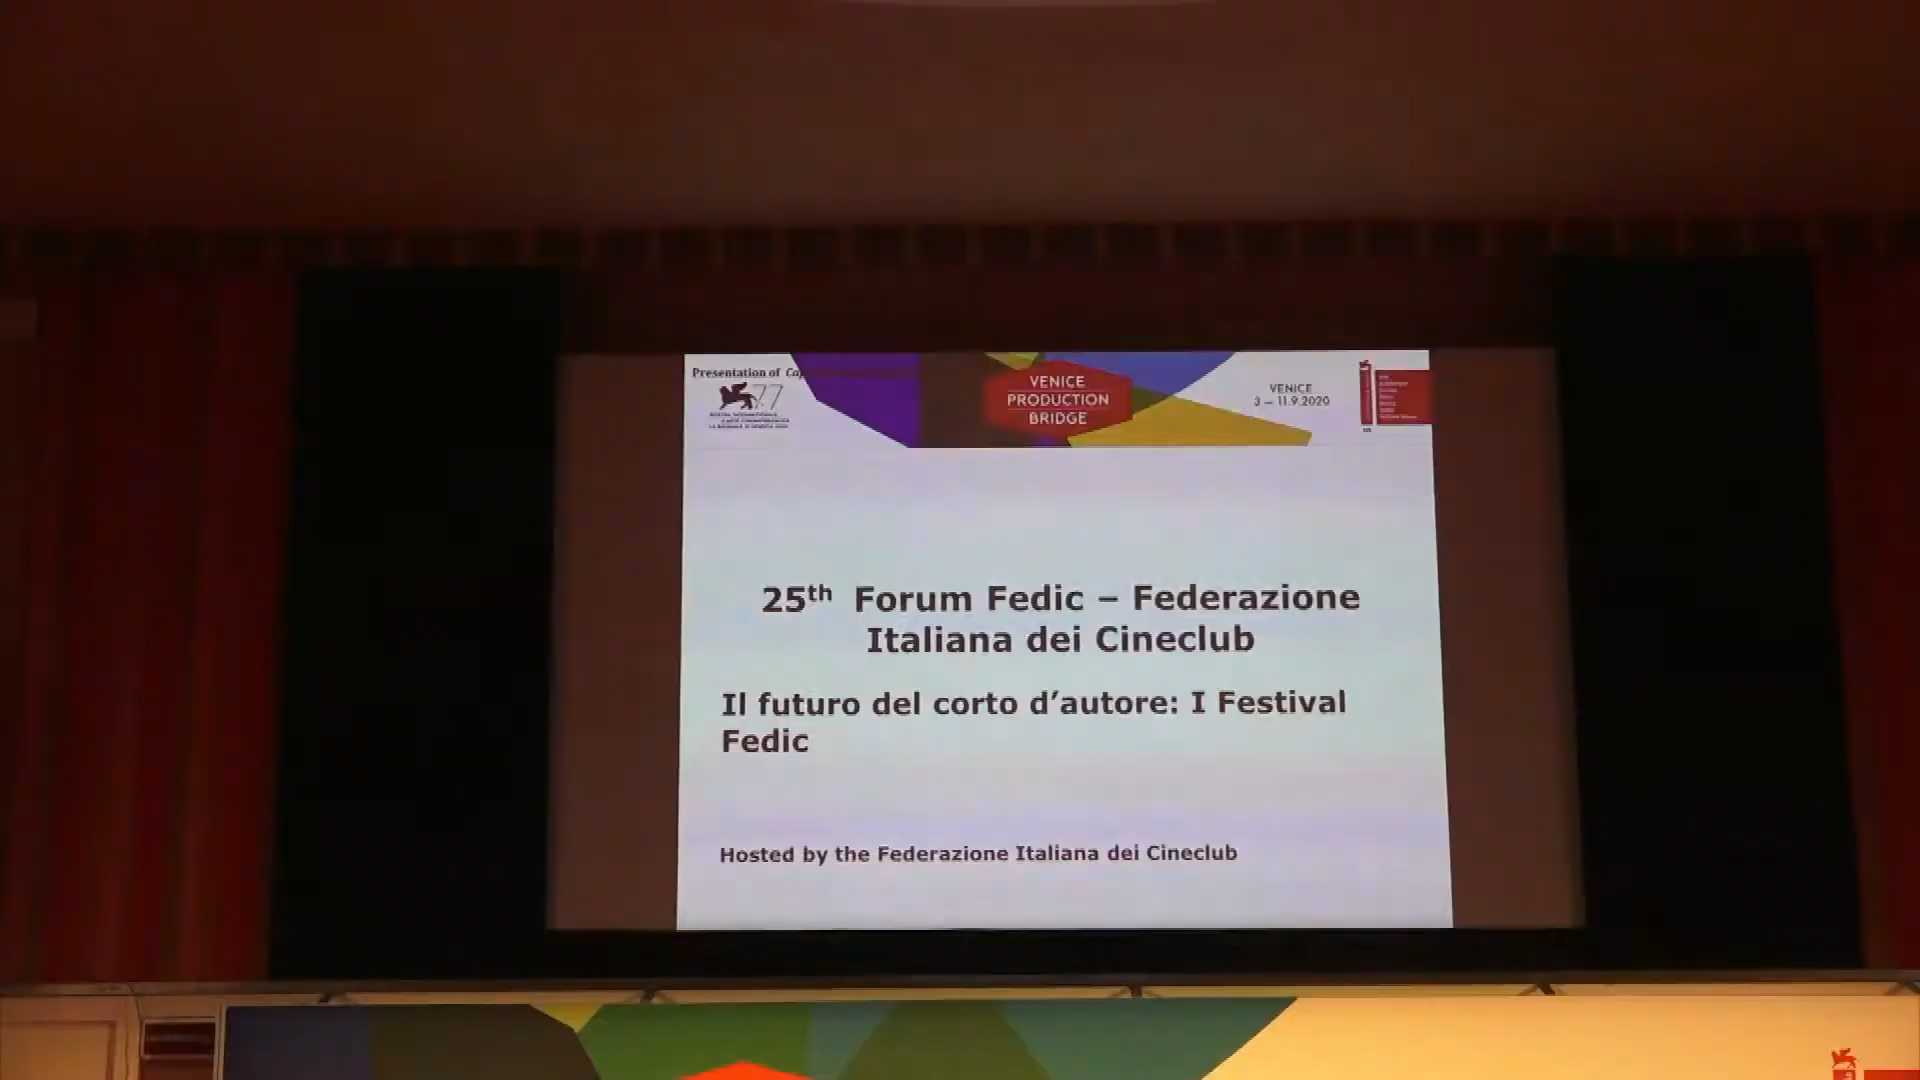 Presentation of
77
VENICE
PRODUCTION
BRIDGE
VENICE
3 – 11.9.2020
25th Forum Fedic – Federazione
Italiana dei Cineclub
Il futuro del corto d'autore: I Festival
Fedic
Hosted by the Federazione Italiana dei Cineclub